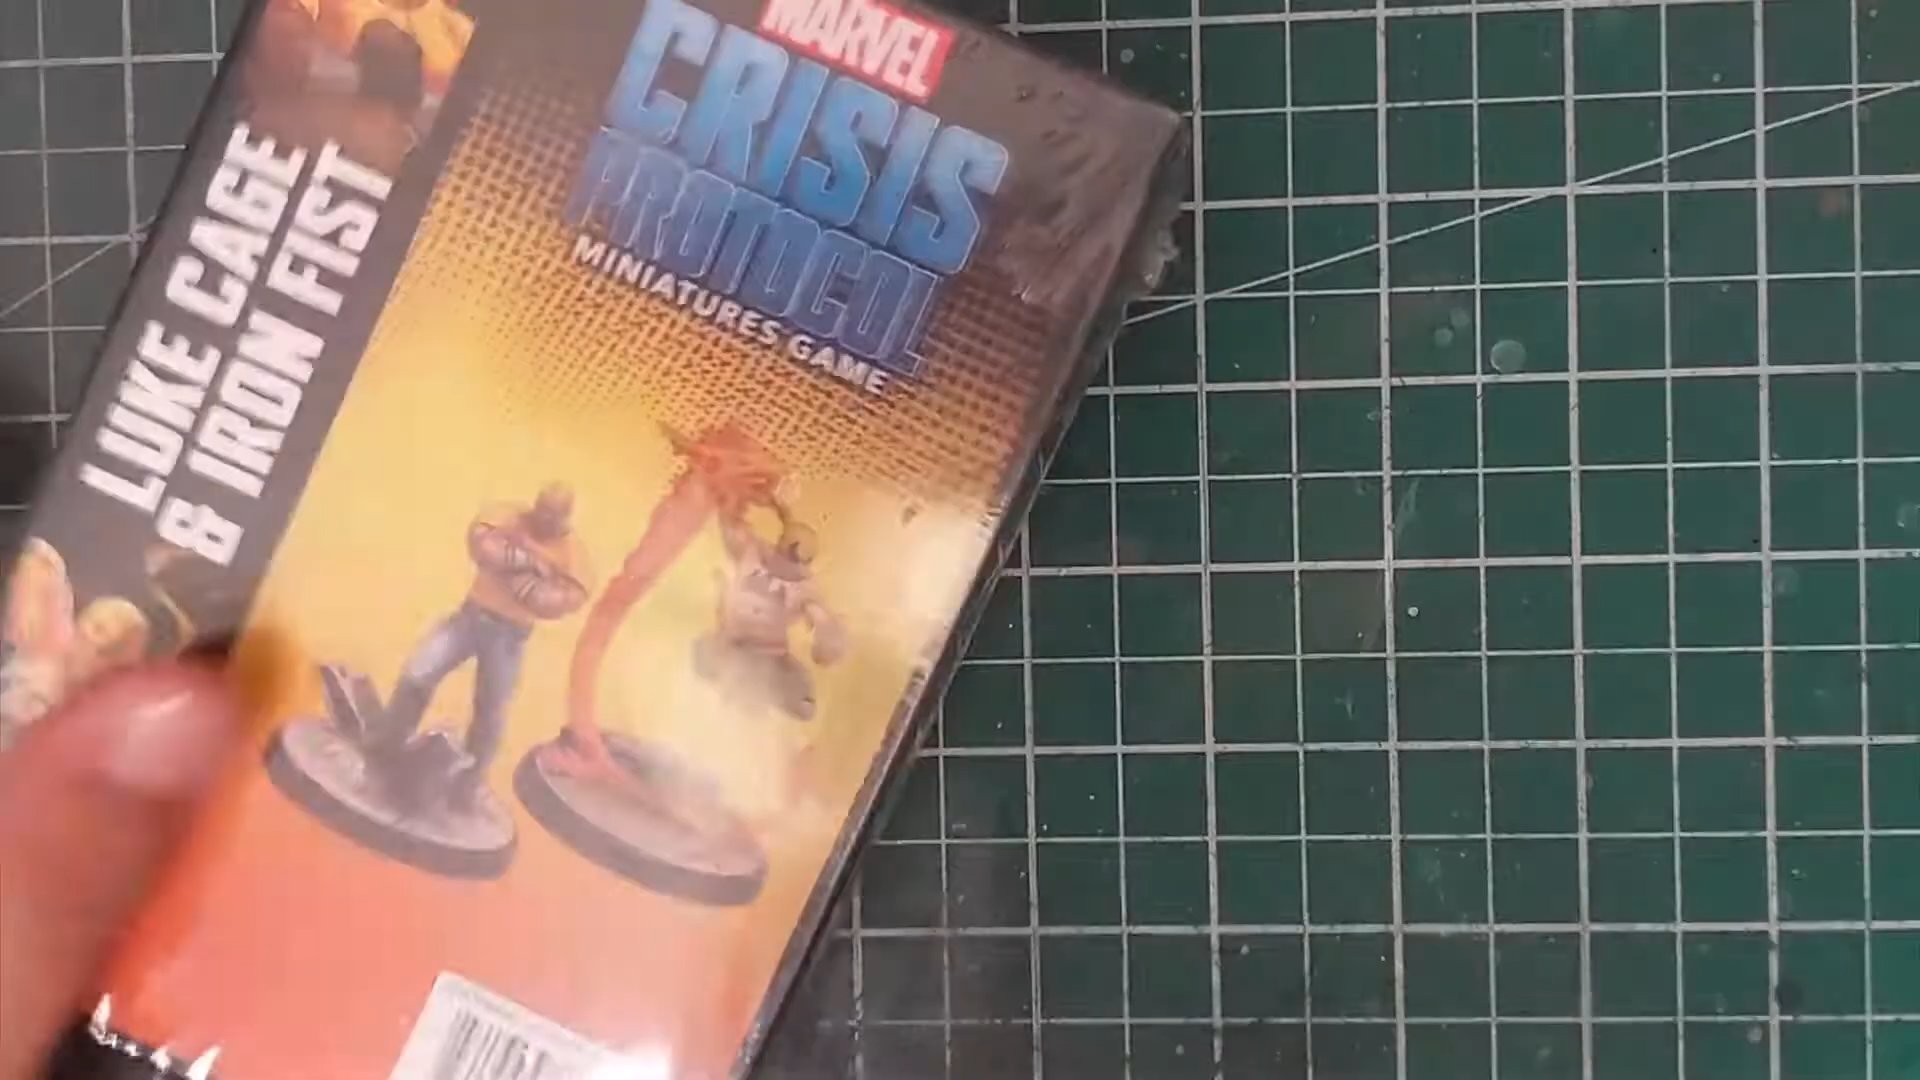 LUKE CAGE
& IRON FIST
MARVEL
CRISIS
PROTOCOL
MINIATURES GAME